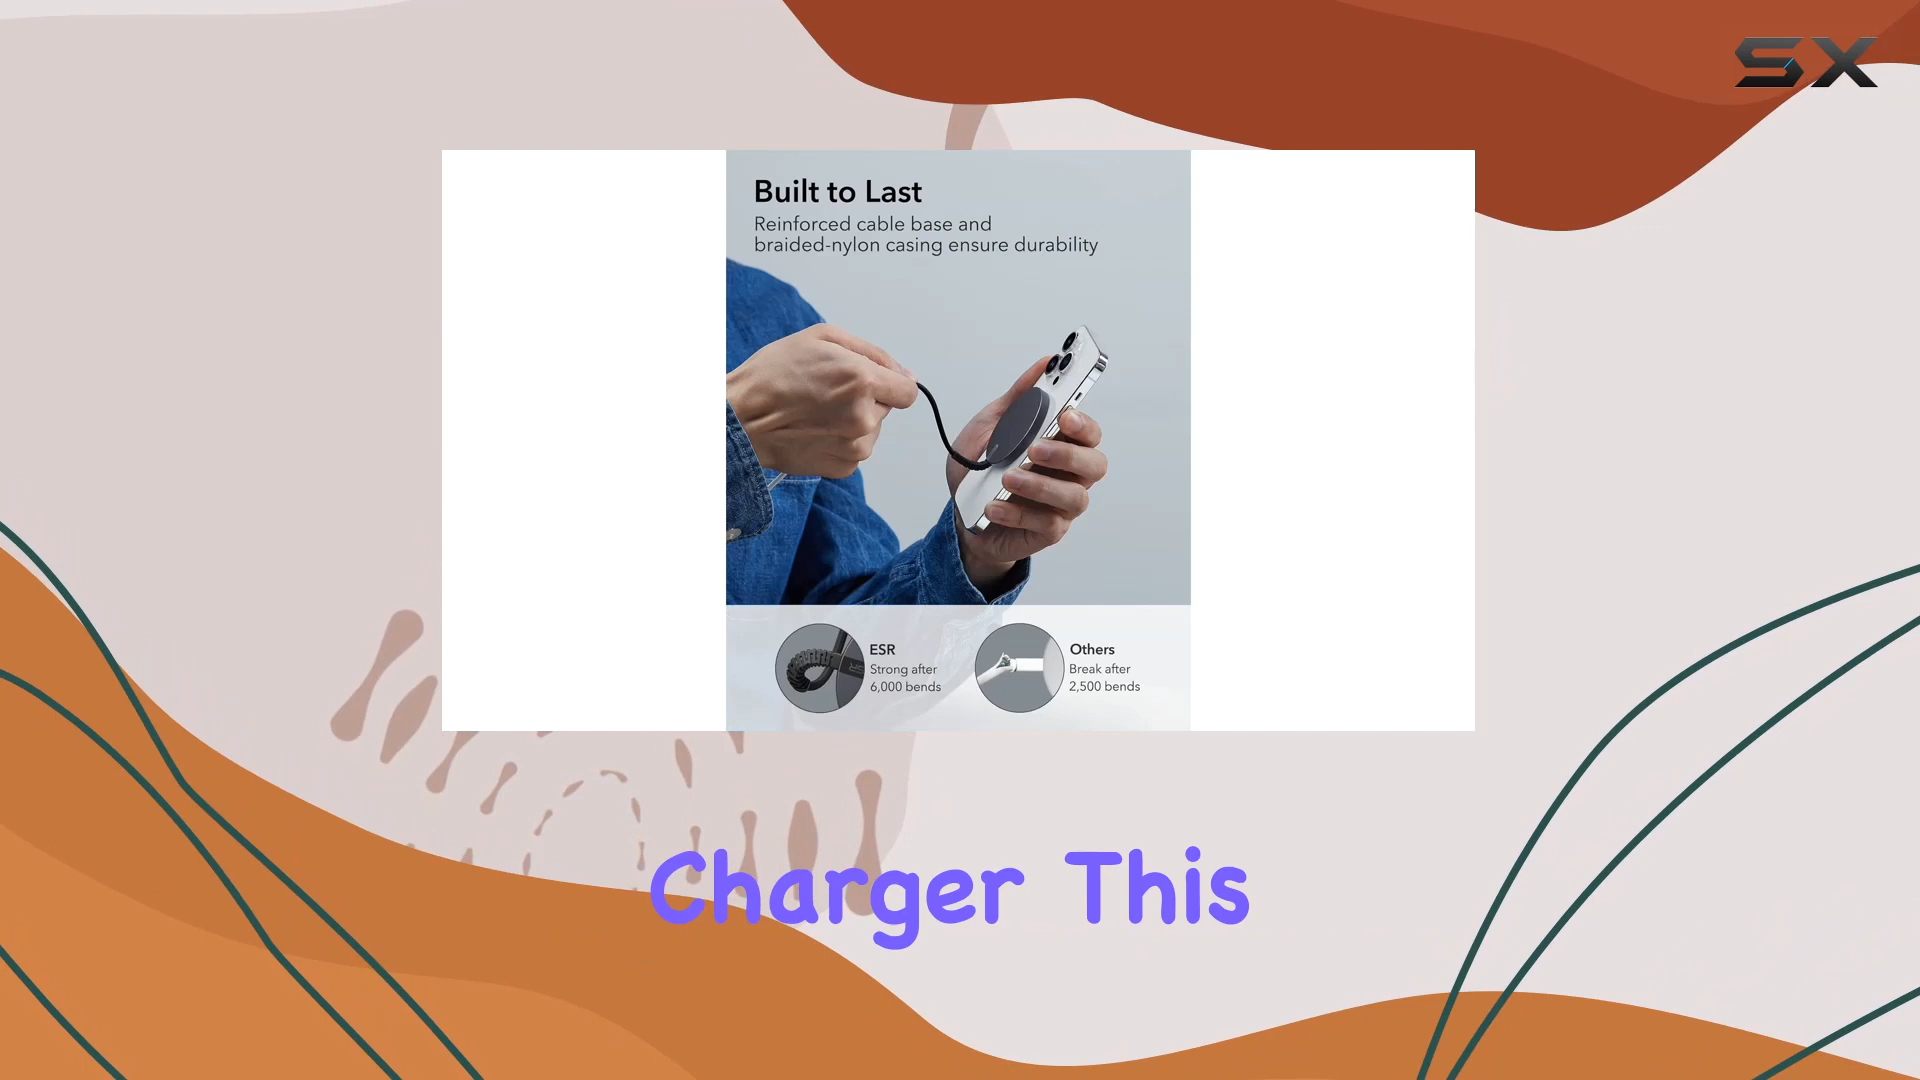 SX
Built to Last
Reinforced cable base and
braided-nylon casing ensure durability
ESR
Strong after
6,000 bends
Others
Break after
2,500 bends
Charger This